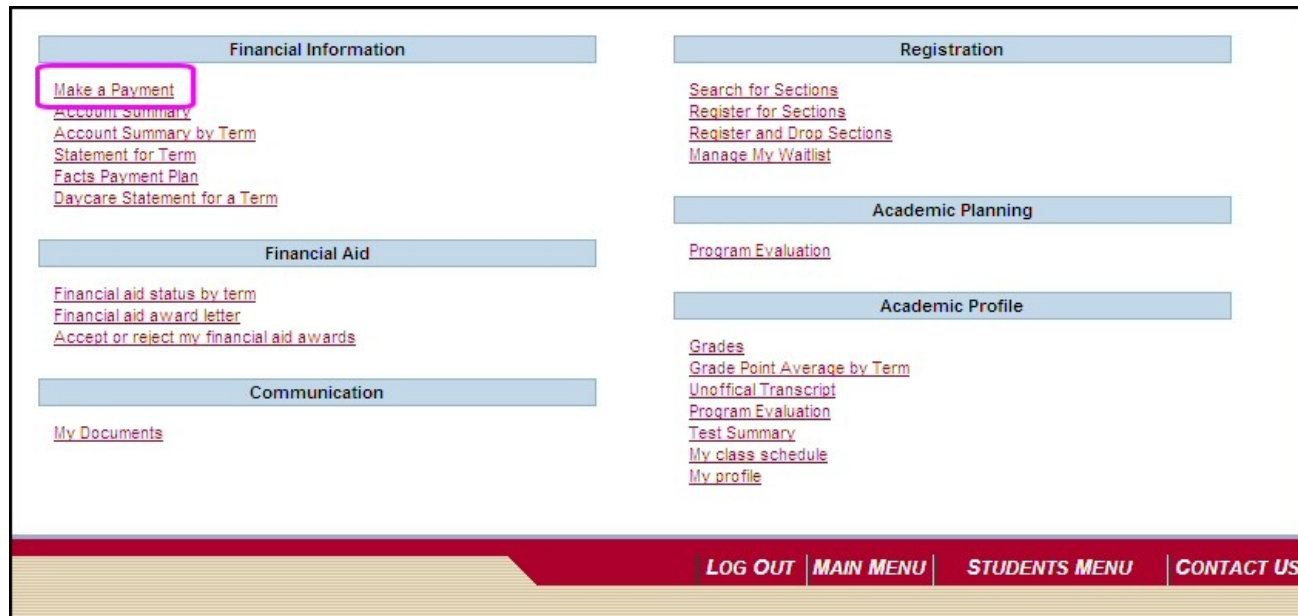 Financial Information
Make a Payment
Account Summary
Account Summary by Term
Statement for Term
Facts Payment Plan
Daycare Statement for a Term
Financial Aid
Financial aid status by term
Financial aid award letter
Accept or reject my financial aid awards
Communication
My Documents
Registration
Search for Sections
Register for Sections
Register and Drop Sections
Manage My Waitlist
Academic Planning
Program Evaluation
Academic Profile
Grades
Grade Point Average by Term
Unoffical Transcript
Program Evaluation
Test Summary
My class schedule
My profile
LOG OUT MAIN MENU STUDENTS MENU CONTACT US